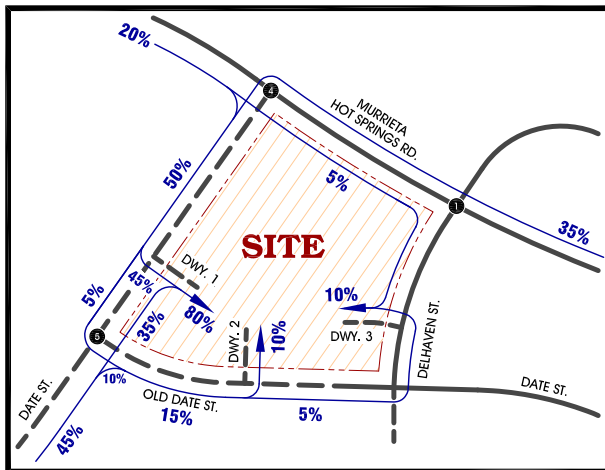 20%
4
MURRIETA
HOT SPRINGS RD.
50%
5%
1
35%
SITE
DWY. 1
45%
80%
5%
35%
10%
DWY. 2
10%
DWY. 3
DELHAVEN ST.
5
10%
OLD DATE ST.
15%
5%
DATE ST.
DATE ST.
45%